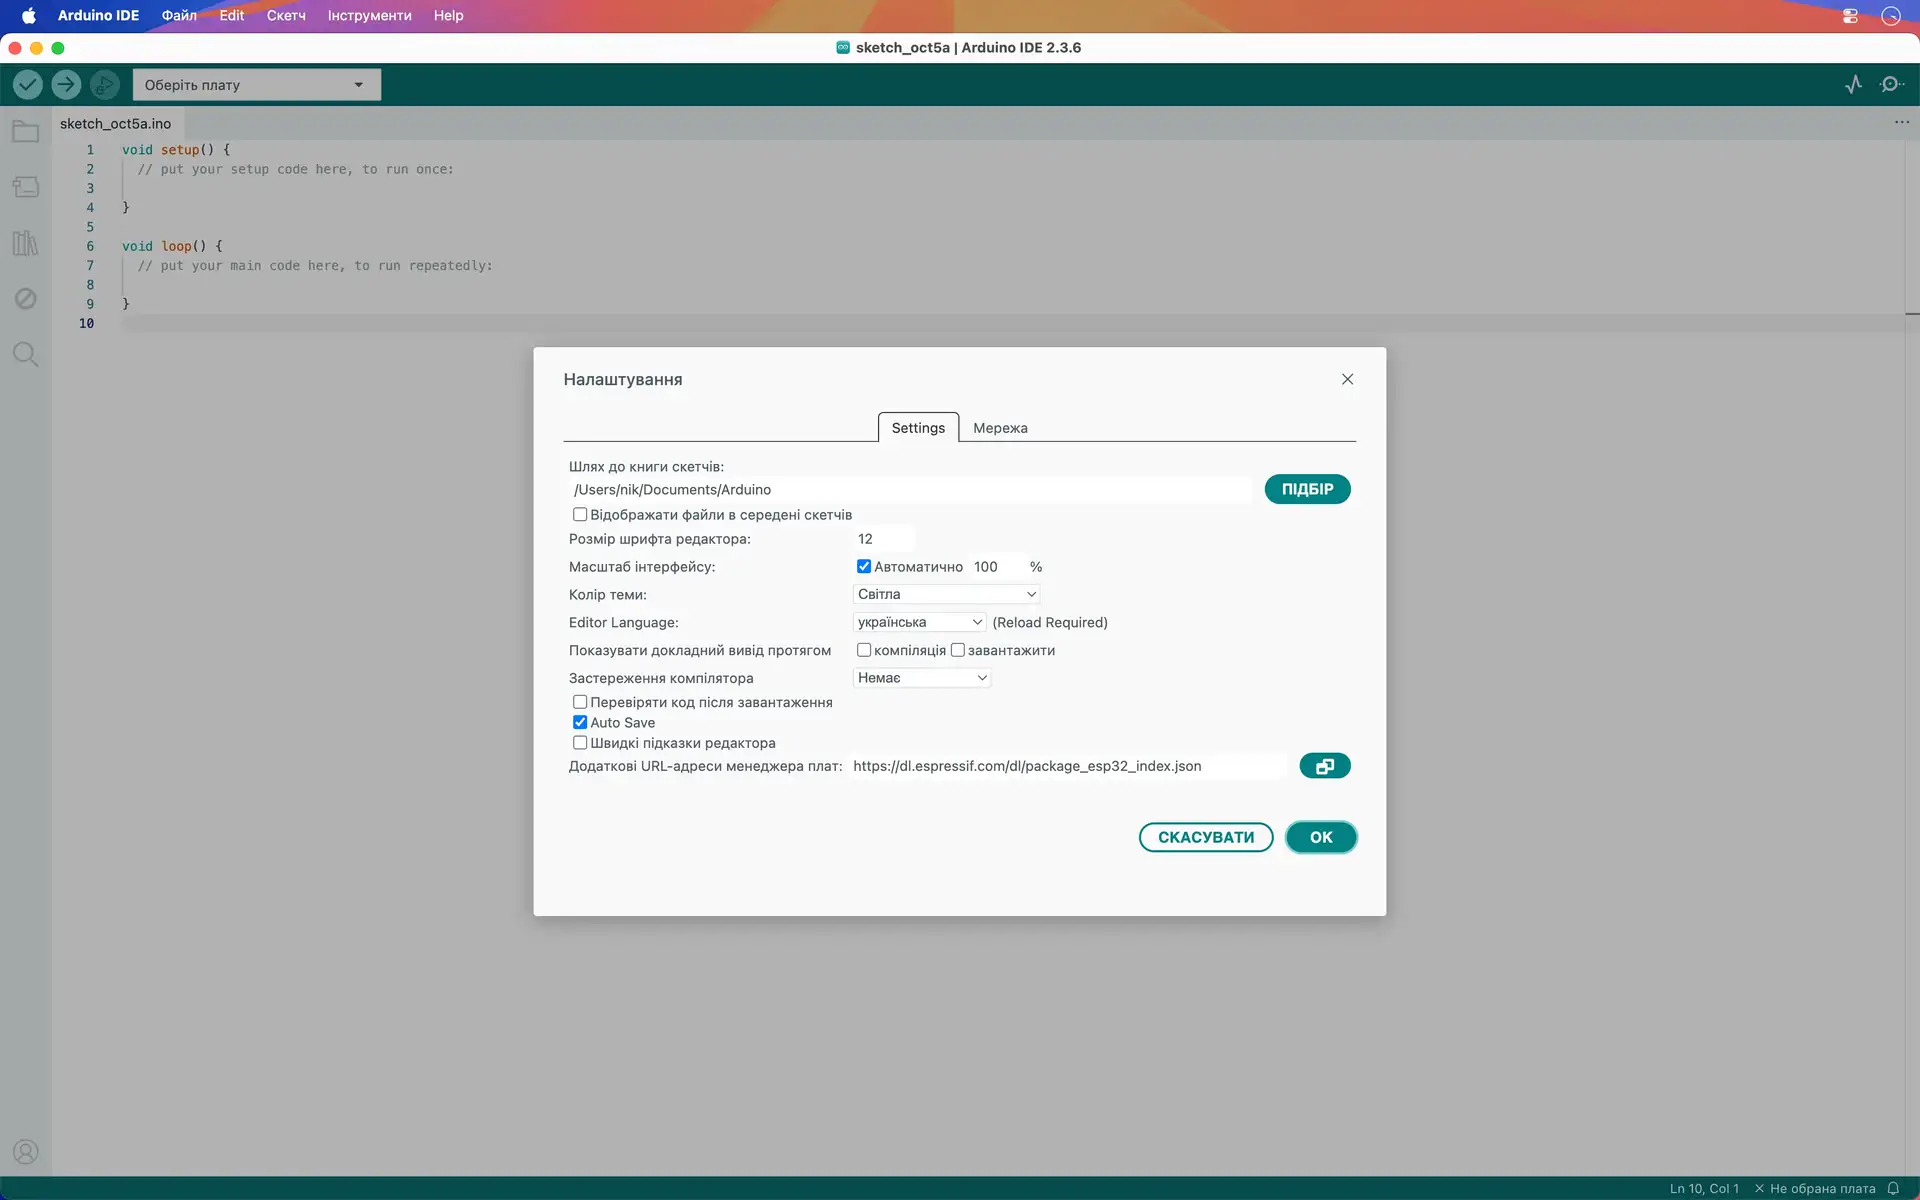 Arduino IDE Файл Edit Скетч Інструменти Help
sketch_oct5a | Arduino IDE 2.3.6
Оберіть плату
sketch_oct5a.ino
1 void setup() {
2 // put your setup code here, to run once:
3
4 }
5
6 void loop() {
7 // put your main code here, to run repeatedly:
8
9 }
10
Налаштування
Settings Мережа
Шлях до книги скетчів:
/Users/nik/Documents/Arduino ПІДБІР
Відображати файли в середені скетчів
Розмір шрифта редактора: 12
Масштаб інтерфейсу: Автоматично 100 %
Колір теми: Світла
Editor Language: українська (Reload Required)
Показувати докладний вивід протягом компіляція завантажити
Застереження компілятора Немає
Перевіряти код після завантаження
Auto Save
Швидкі підказки редактора
Додаткові URL-адреси менеджера плат: https://dl.espressif.com/dl/package_esp32_index.json
СКАСУВАТИ OK
Ln 10, Col 1 × Не обрана плата